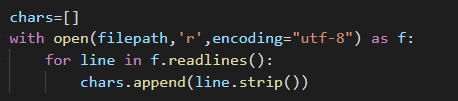 chars=[]
with open(filepath,'r',encoding="utf-8") as f:
    for line in f.readlines():
        chars.append(line.strip())